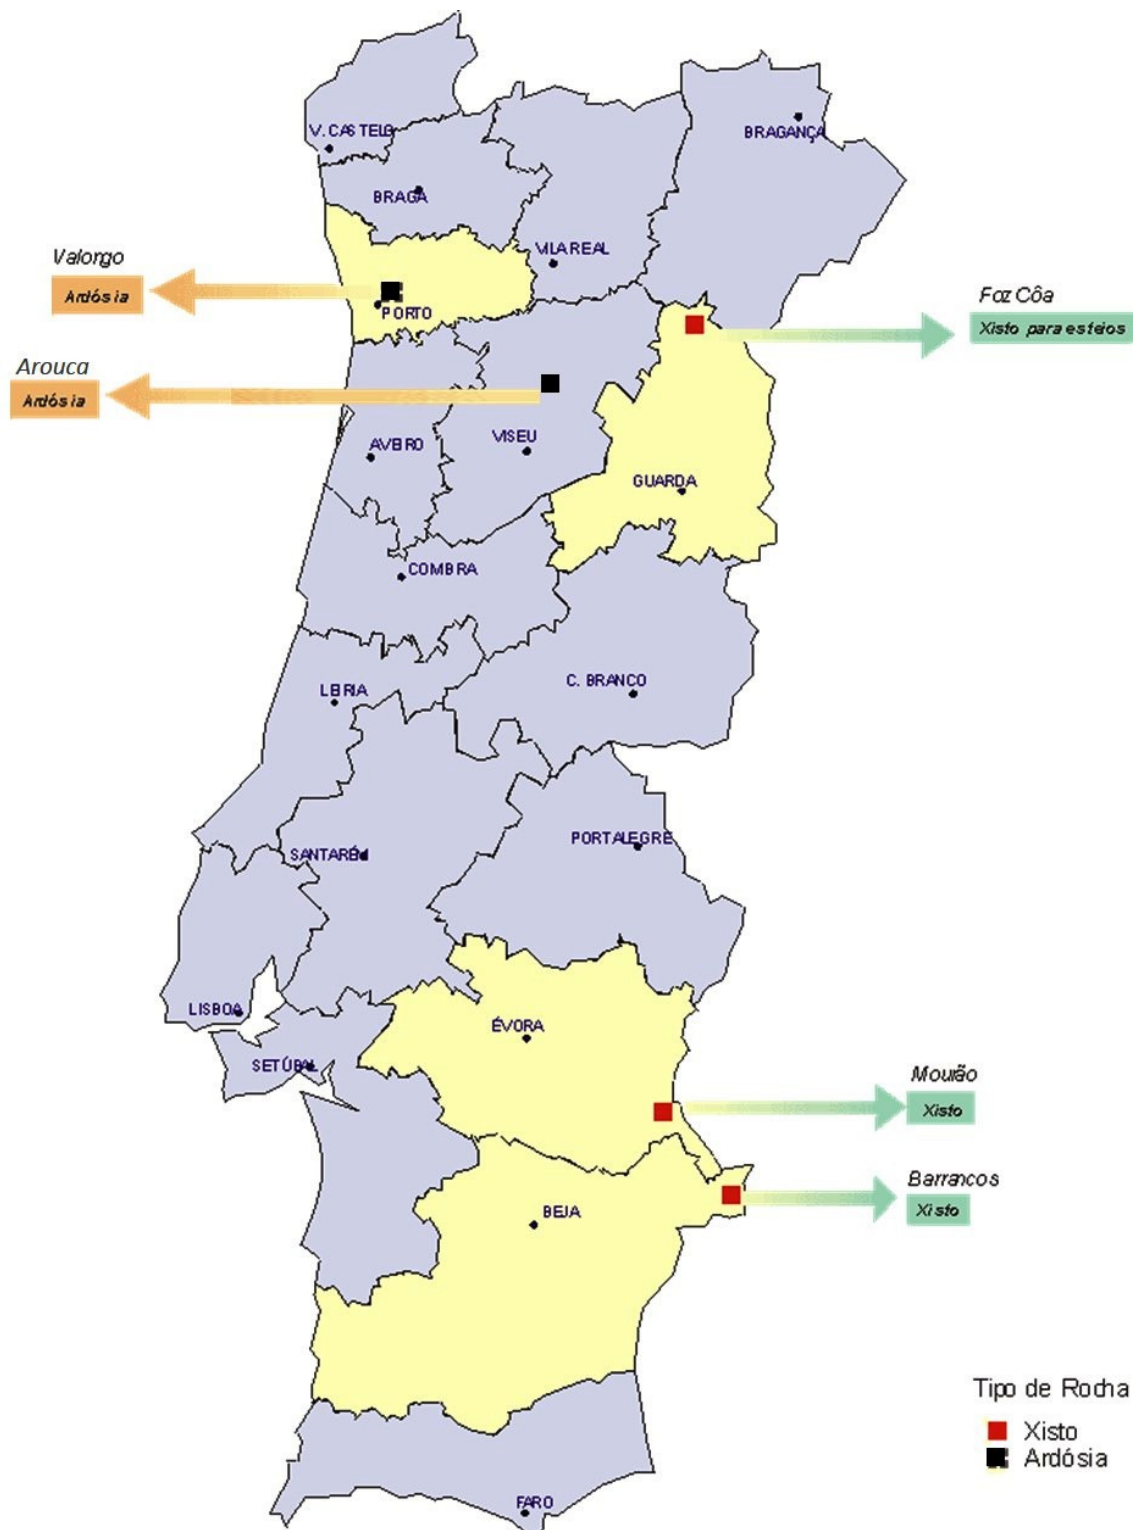 V. CASTELO
BRAGANÇA
BRAGA
Valongo
Ardósia
VILA REAL
PORTO
Foz Côa
Xisto para esteios
Arouca
Ardósia
AVEIRO
VISEU
GUARDA
COIMBRA
LEIRIA
C. BRANCO
SANTARÉM
PORTALEGRE
LISBOA
ÉVORA
SETÚBAL
Mourão
Xisto
Barrancos
Xisto
BEJA
Tipo de Rocha
Xisto
Ardósia
FARO